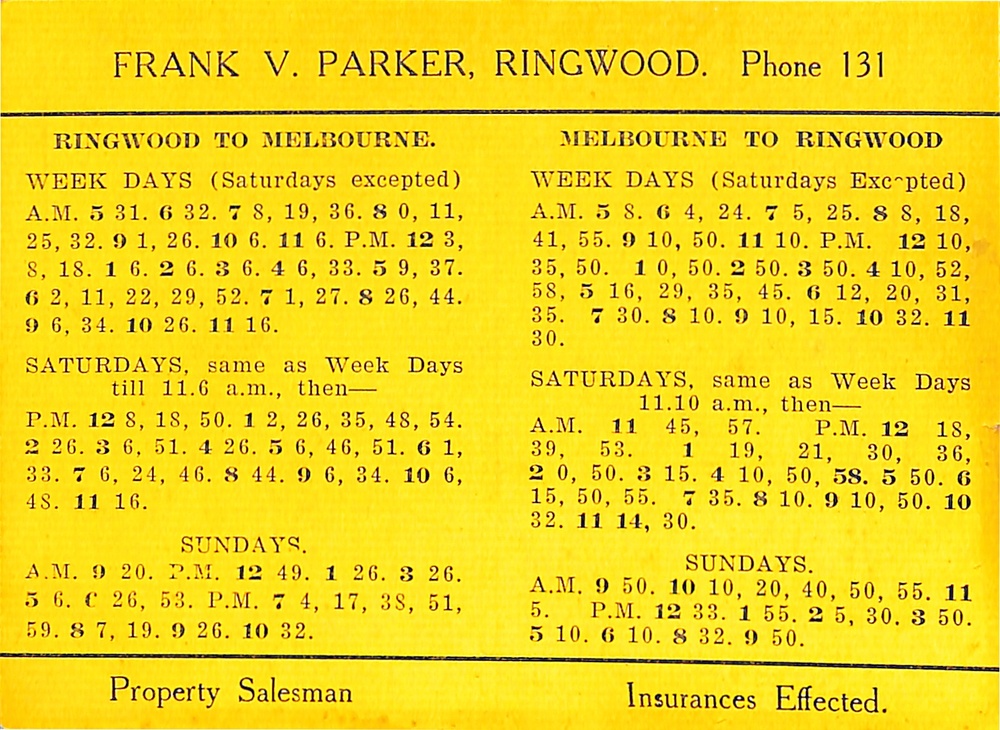 FRANK V. PARKER, RINGWOOD. Phone 131
RINGWOOD TO MELBOURNE.
WEEK DAYS (Saturdays excepted)
A.M. 5 31. 6 32. 7 8, 19, 36. 8 0, 11,
25, 32. 9 1, 26. 10 6. 11 6. P.M. 12 3,
8, 18. 1 6. 2 6. 3 6. 4 6, 33. 5 9, 37.
6 2, 11, 22, 29, 52. 7 1, 27. 8 26, 44.
9 6, 34. 10 26. 11 16.
SATURDAYS, same as Week Days
till 11.6 a.m., then—
P.M. 12 8, 18, 50. 1 2, 26, 35, 48, 54.
2 26. 3 6, 51. 4 26. 5 6, 46, 51. 6 1,
33. 7 6, 24, 46. 8 44. 9 6, 34. 10 6,
48. 11 16.
SUNDAYS.
A.M. 9 20. P.M. 12 49. 1 26. 3 26.
5 6. 6 26, 53. P.M. 7 4, 17, 38, 51,
59. 8 7, 19. 9 26. 10 32.
MELBOURNE TO RINGWOOD
WEEK DAYS (Saturdays Excepted)
A.M. 5 8. 6 4, 24. 7 5, 25. 8 8, 18,
41, 55. 9 10, 50. 11 10. P.M. 12 10,
35, 50. 1 0, 50. 2 50. 3 50. 4 10, 52,
58, 5 16, 29, 35, 45. 6 12, 20, 31,
35. 7 30. 8 10. 9 10, 15. 10 32. 11
30.
SATURDAYS, same as Week Days
11.10 a.m., then—
A.M. 11 45, 57. P.M. 12 18,
39, 53. 1 19, 21, 30, 36,
2 0, 50. 3 15. 4 10, 50, 58. 5 50. 6
15, 50, 55. 7 35. 8 10. 9 10, 50. 10
32. 11 14, 30.
SUNDAYS.
A.M. 9 50. 10 10, 20, 40, 50, 55. 11
5. P.M. 12 33. 1 55. 2 5, 30. 3 50.
5 10. 6 10. 8 32. 9 50.
Property Salesman
Insurances Effected.